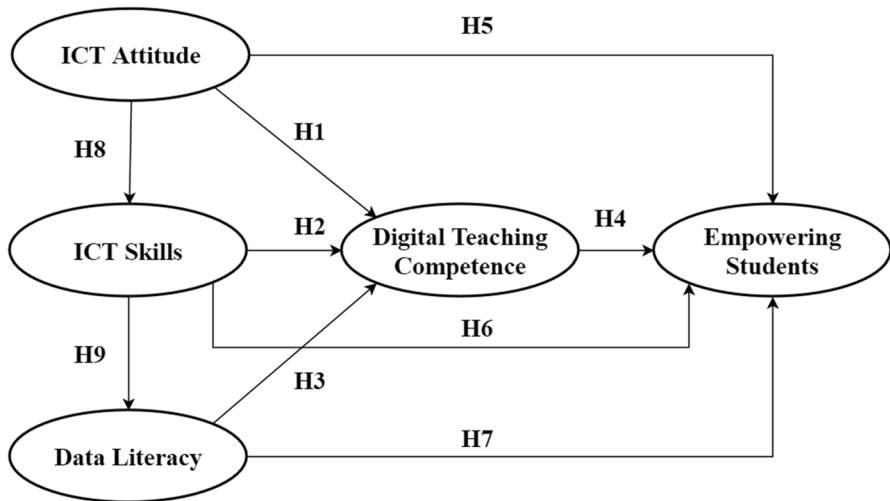 H5
ICT Attitude
H1
H8
H2
H4
ICT Skills
Digital Teaching
Competence
Empowering
Students
H6
H9
H3
H7
Data Literacy